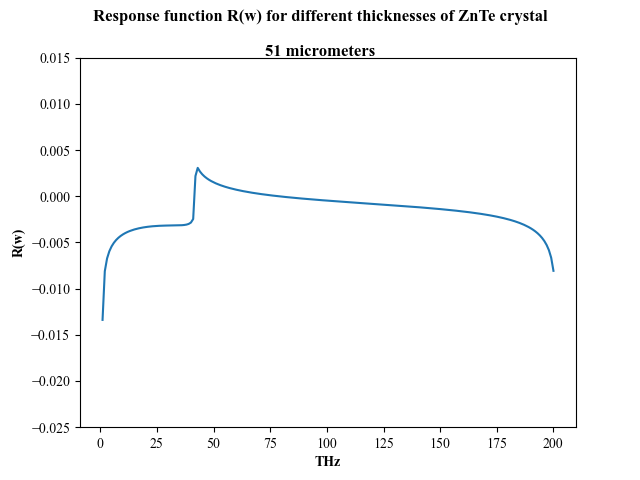 Response function R(w) for different thicknesses of ZnTe crystal
51 micrometers
0.015
0.010
0.005
0.000
−0.005
−0.010
−0.015
−0.020
−0.025
R(w)
0 25 50 75 100 125 150 175 200
THz